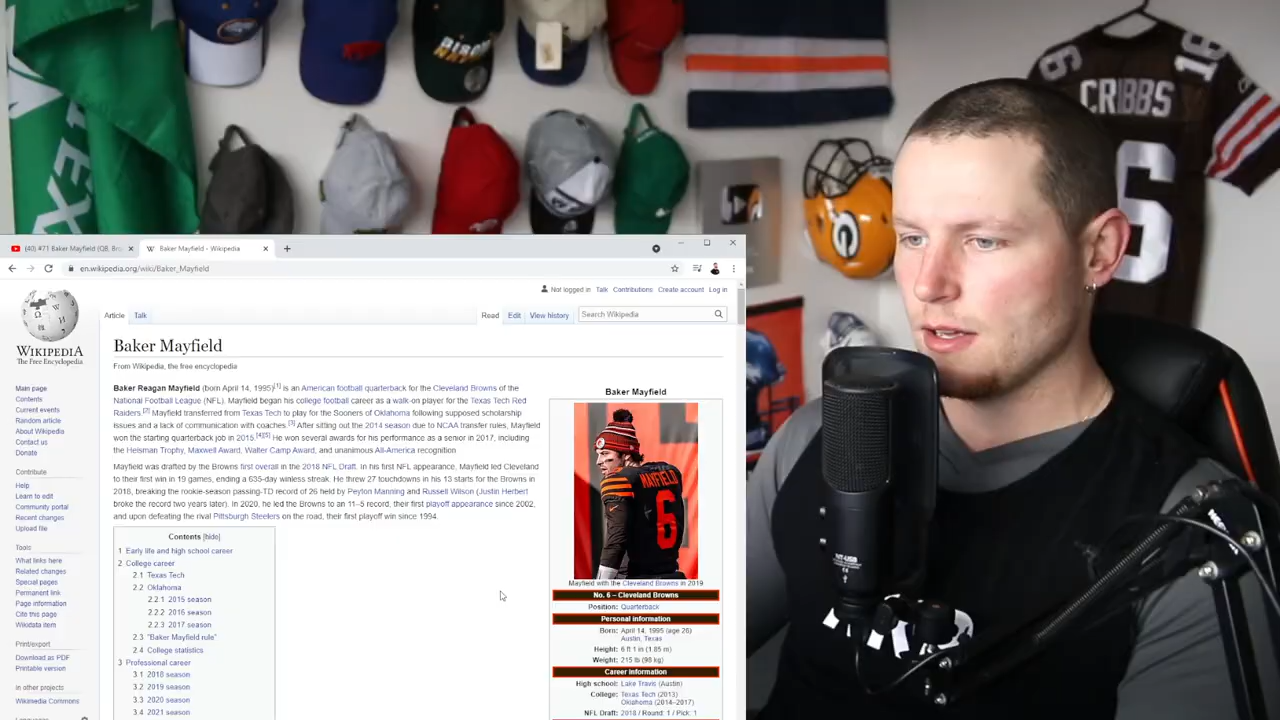 BISON
NATION
TEX
CRIBBS
16
16
6
G
(40) #71 Baker Mayfield (QB, Bro
Baker Mayfield - Wikipedia
en.wikipedia.org/wiki/Baker_Mayfield
Not logged in Talk Contributions Create account Log in
Article Talk
Read Edit View history
Search Wikipedia
WIKIPEDIA
The Free Encyclopedia
Main page
Contents
Current events
Random article
About Wikipedia
Contact us
Donate
Contribute
Help
Learn to edit
Community portal
Recent changes
Upload file
Tools
What links here
Related changes
Special pages
Permanent link
Page information
Cite this page
Wikidata item
Print/export
Download as PDF
Printable version
In other projects
Wikimedia Commons
Languages
Baker Mayfield
From Wikipedia, the free encyclopedia
Baker Reagan Mayfield (born April 14, 1995)[1] is an American football quarterback for the Cleveland Browns of the
National Football League (NFL). Mayfield began his college football career as a walk-on player for the Texas Tech Red
Raiders.[2] Mayfield transferred from Texas Tech to play for the Sooners of Oklahoma following supposed scholarship
issues and a lack of communication with coaches.[3] After sitting out the 2014 season due to NCAA transfer rules, Mayfield
won the starting quarterback job in 2015.[4][5] He won several awards for his performance as a senior in 2017, including
the Heisman Trophy, Maxwell Award, Walter Camp Award, and unanimous All-America recognition
Mayfield was drafted by the Browns first overall in the 2018 NFL Draft. In his first NFL appearance, Mayfield led Cleveland
to their first win in 19 games, ending a 635-day winless streak. He threw 27 touchdowns in his 13 starts for the Browns in
2018, breaking the rookie-season passing-TD record of 26 held by Peyton Manning and Russell Wilson (Justin Herbert
broke the record two years later). In 2020, he led the Browns to an 11–5 record, their first playoff appearance since 2002,
and upon defeating the rival Pittsburgh Steelers on the road, their first playoff win since 1994.
Contents [hide]
1 Early life and high school career
2 College career
2.1 Texas Tech
2.2 Oklahoma
2.2.1 2015 season
2.2.2 2016 season
2.2.3 2017 season
2.3 "Baker Mayfield rule"
2.4 College statistics
3 Professional career
3.1 2018 season
3.2 2019 season
3.3 2020 season
3.4 2021 season
Baker Mayfield
MAYFIELD
6
Mayfield with the Cleveland Browns in 2019
No. 6 – Cleveland Browns
Position: Quarterback
Personal information
Born: April 14, 1995 (age 26)
Austin, Texas
Height: 6 ft 1 in (1.85 m)
Weight: 215 lb (98 kg)
Career information
High school: Lake Travis (Austin)
College: Texas Tech (2013)
Oklahoma (2014–2017)
NFL Draft: 2018 / Round: 1 / Pick: 1
NT-USB